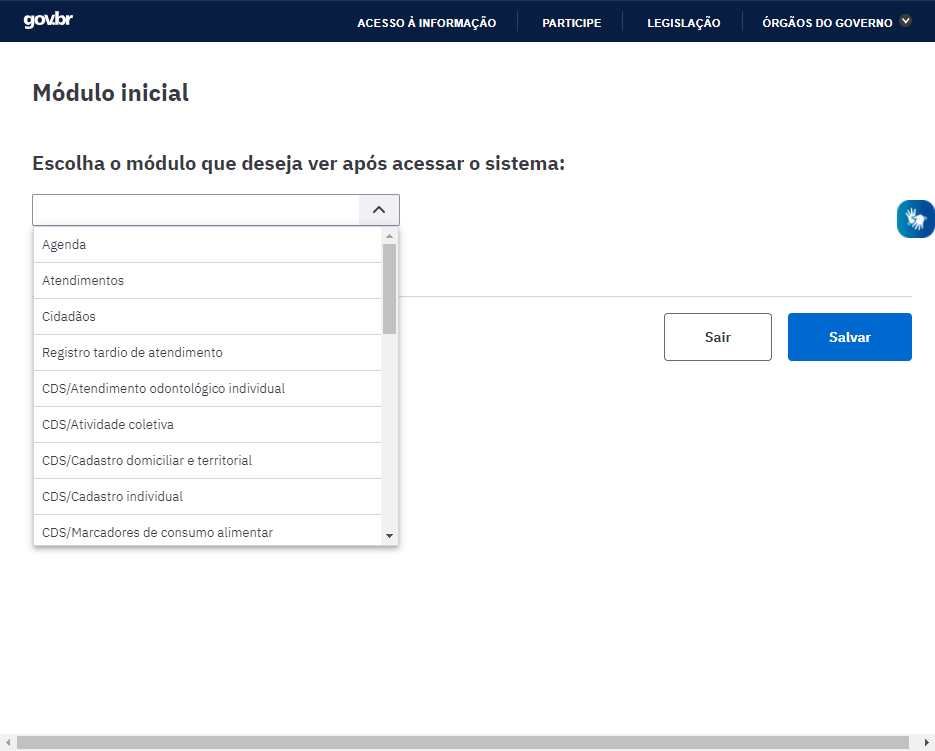 gov.br
ACESSO À INFORMAÇÃO PARTICIPE LEGISLAÇÃO ÓRGÃOS DO GOVERNO
Módulo inicial
Escolha o módulo que deseja ver após acessar o sistema:
Agenda
Atendimentos
Cidadãos
Registro tardio de atendimento
CDS/Atendimento odontológico individual
CDS/Atividade coletiva
CDS/Cadastro domiciliar e territorial
CDS/Cadastro individual
CDS/Marcadores de consumo alimentar
Sair Salvar